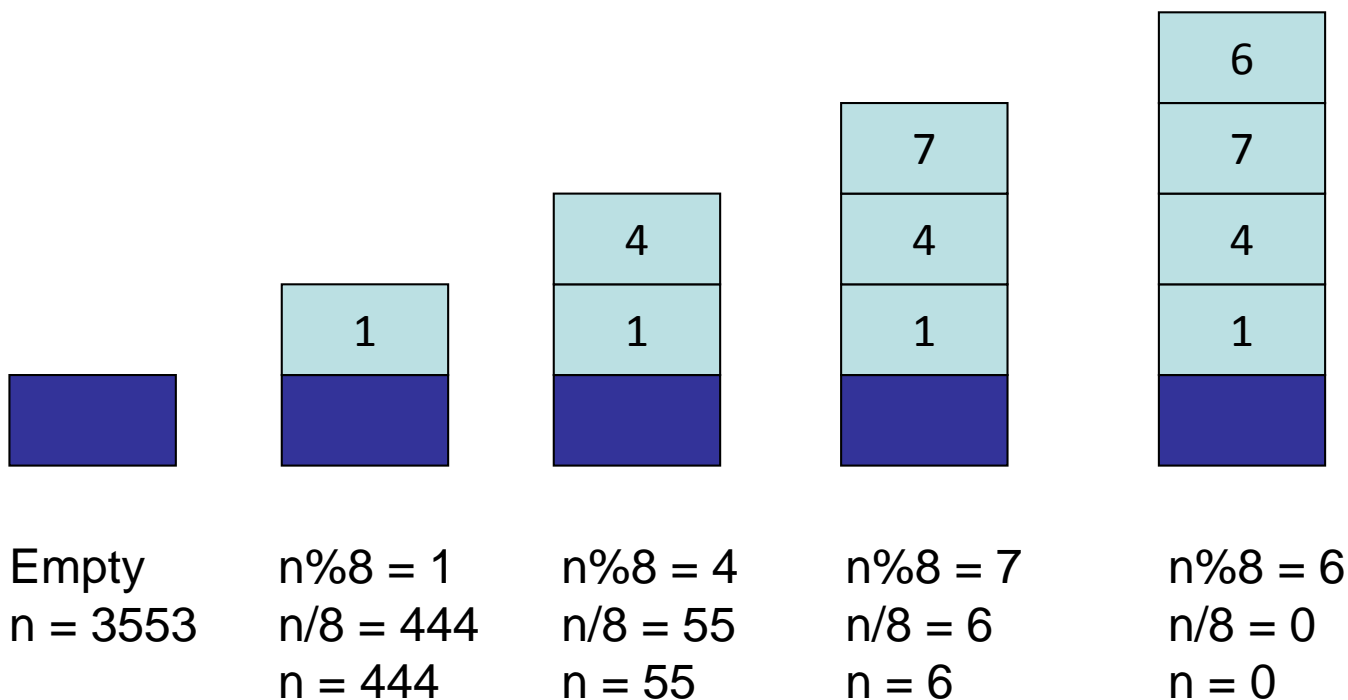 6
7
7
4
4
4
1
1
1
1
Empty
n = 3553
n%8 = 1
n/8 = 444
n = 444
n%8 = 4
n/8 = 55
n = 55
n%8 = 7
n/8 = 6
n = 6
n%8 = 6
n/8 = 0
n = 0